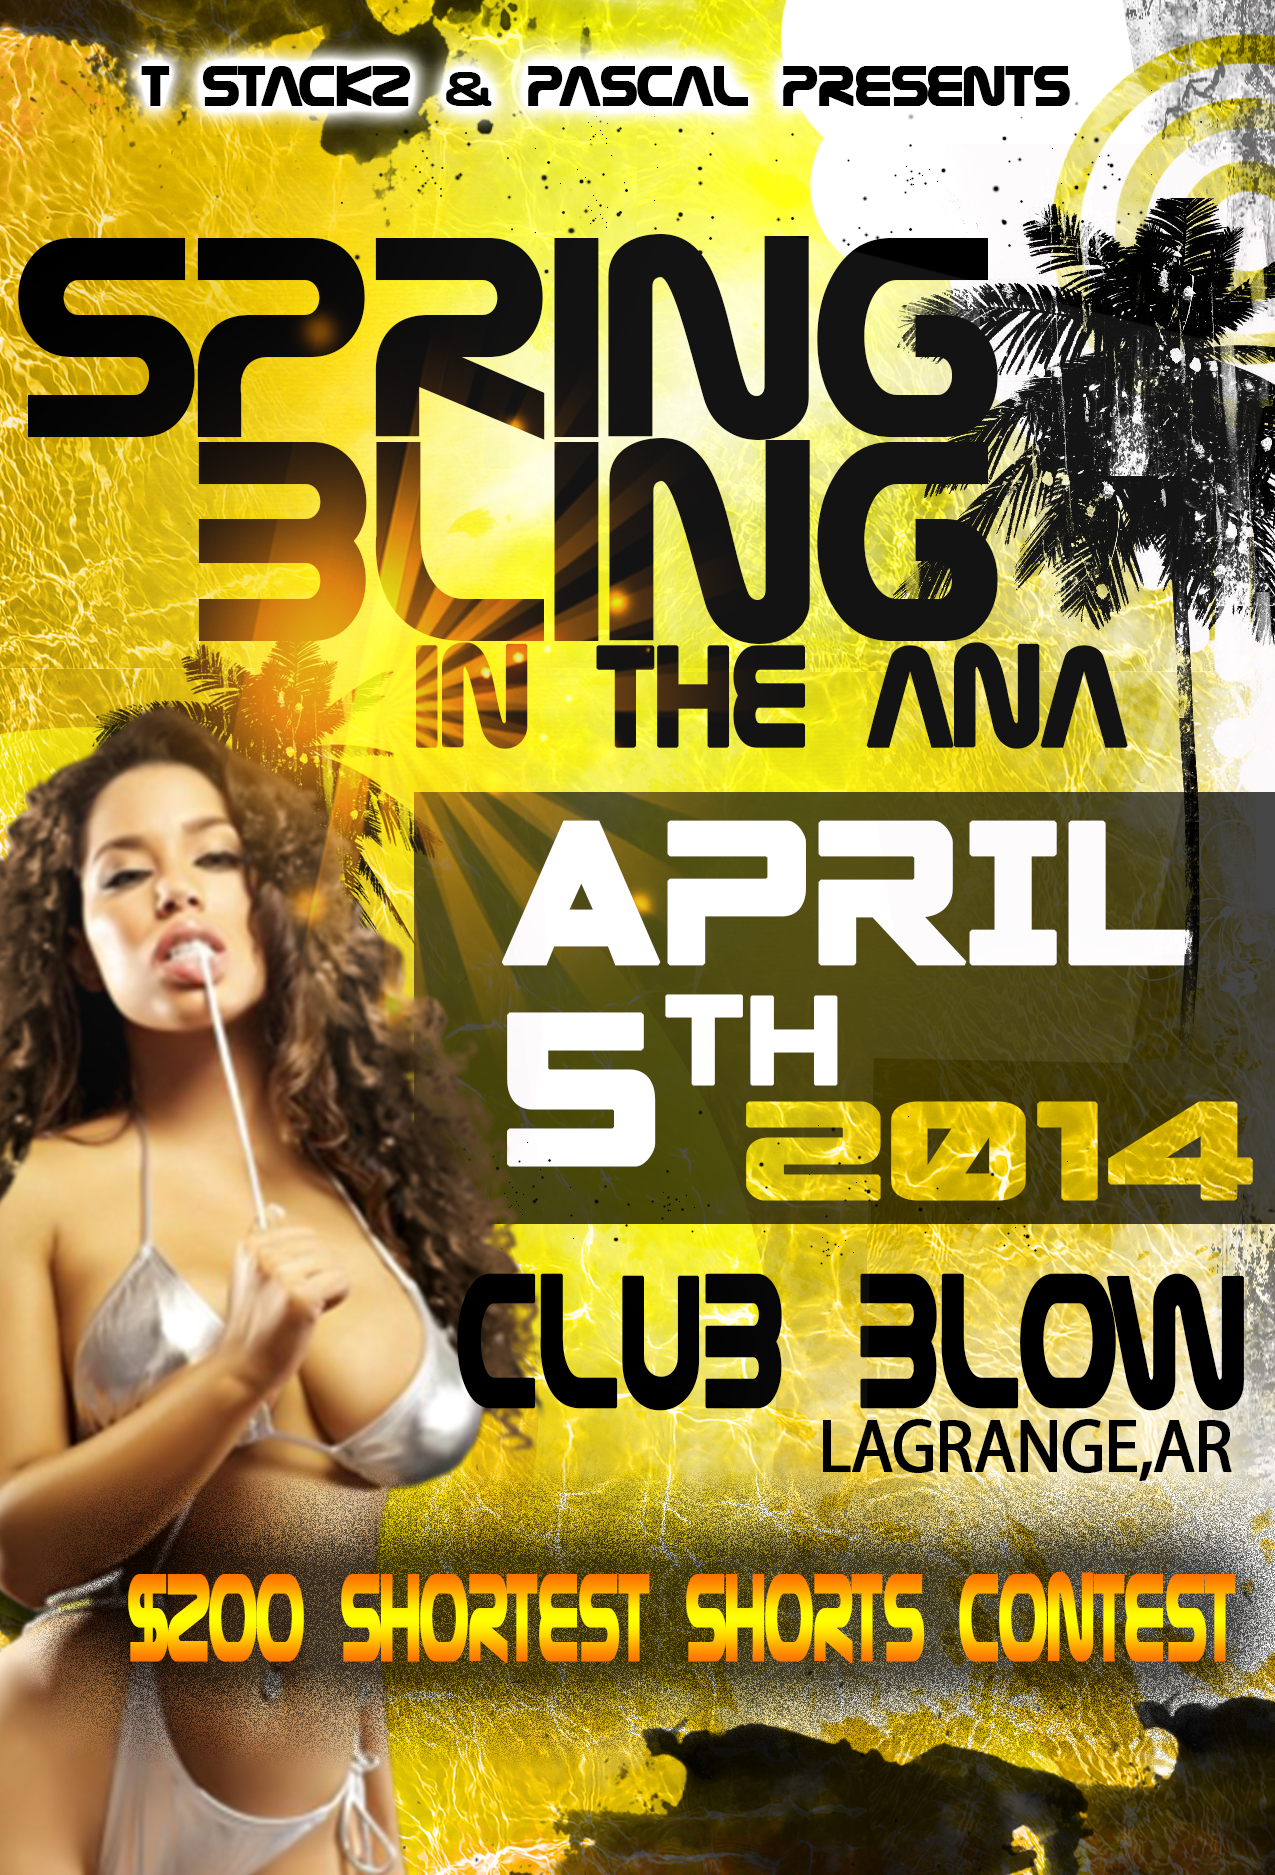 T STACKZ & PASCAL PRESENTS
SPRING
BLING
IN THE ANA
APRIL
5TH
2014
CLUB BLOW
LAGRANGE,AR
$200 SHORTEST SHORTS CONTEST